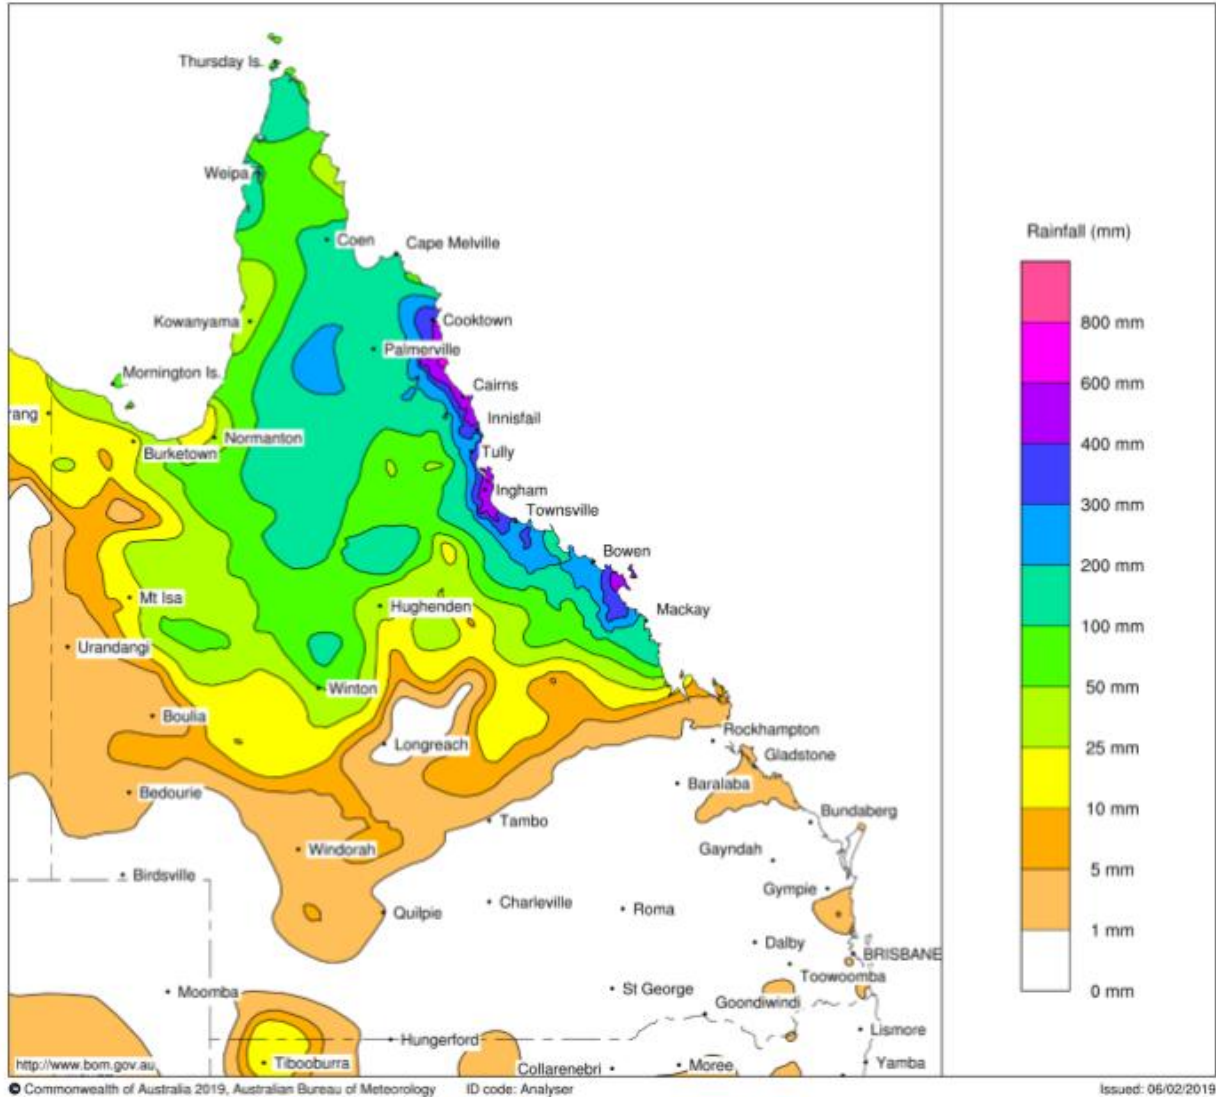 Thursday Is.
Weipa
Coen
Cape Melville
Rainfall (mm)
Kowanyama
Cooktown
800 mm
Palmerville
Mornington Is.
600 mm
Cairns
rang
Innisfail
Normanton
400 mm
Burketown
Tully
Ingham
300 mm
Townsville
Bowen
200 mm
Mt Isa
Hughenden
Mackay
100 mm
Urandangi
Winton
50 mm
Boulia
Rockhampton
Longreach
25 mm
Gladstone
Bedourie
Baralaba
10 mm
Tambo
Bundaberg
Windorah
Gayndah
5 mm
Birdsville
Gympie
Quilpie
Charleville
Roma
1 mm
Dalby
BRISBANE
Toowoomba
Moomba
St George
0 mm
Goondiwindi
Hungerford
Lismore
http://www.bom.gov.au
Tibooburra
Collarenebri
Moree
Yamba
© Commonwealth of Australia 2019, Australian Bureau of Meteorology ID code: Analyser Issued: 06/02/2019